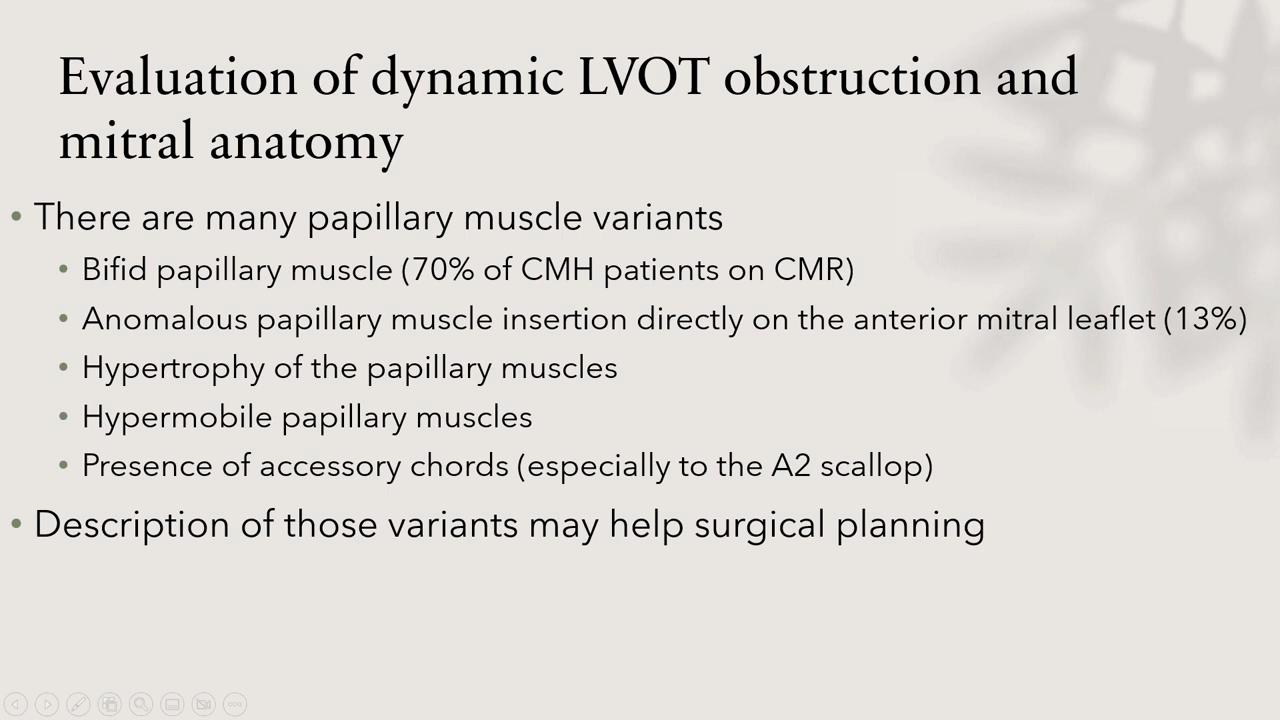 Evaluation of dynamic LVOT obstruction and
mitral anatomy
• There are many papillary muscle variants
• Bifid papillary muscle (70% of CMH patients on CMR)
• Anomalous papillary muscle insertion directly on the anterior mitral leaflet (13%)
• Hypertrophy of the papillary muscles
• Hypermobile papillary muscles
• Presence of accessory chords (especially to the A2 scallop)
• Description of those variants may help surgical planning